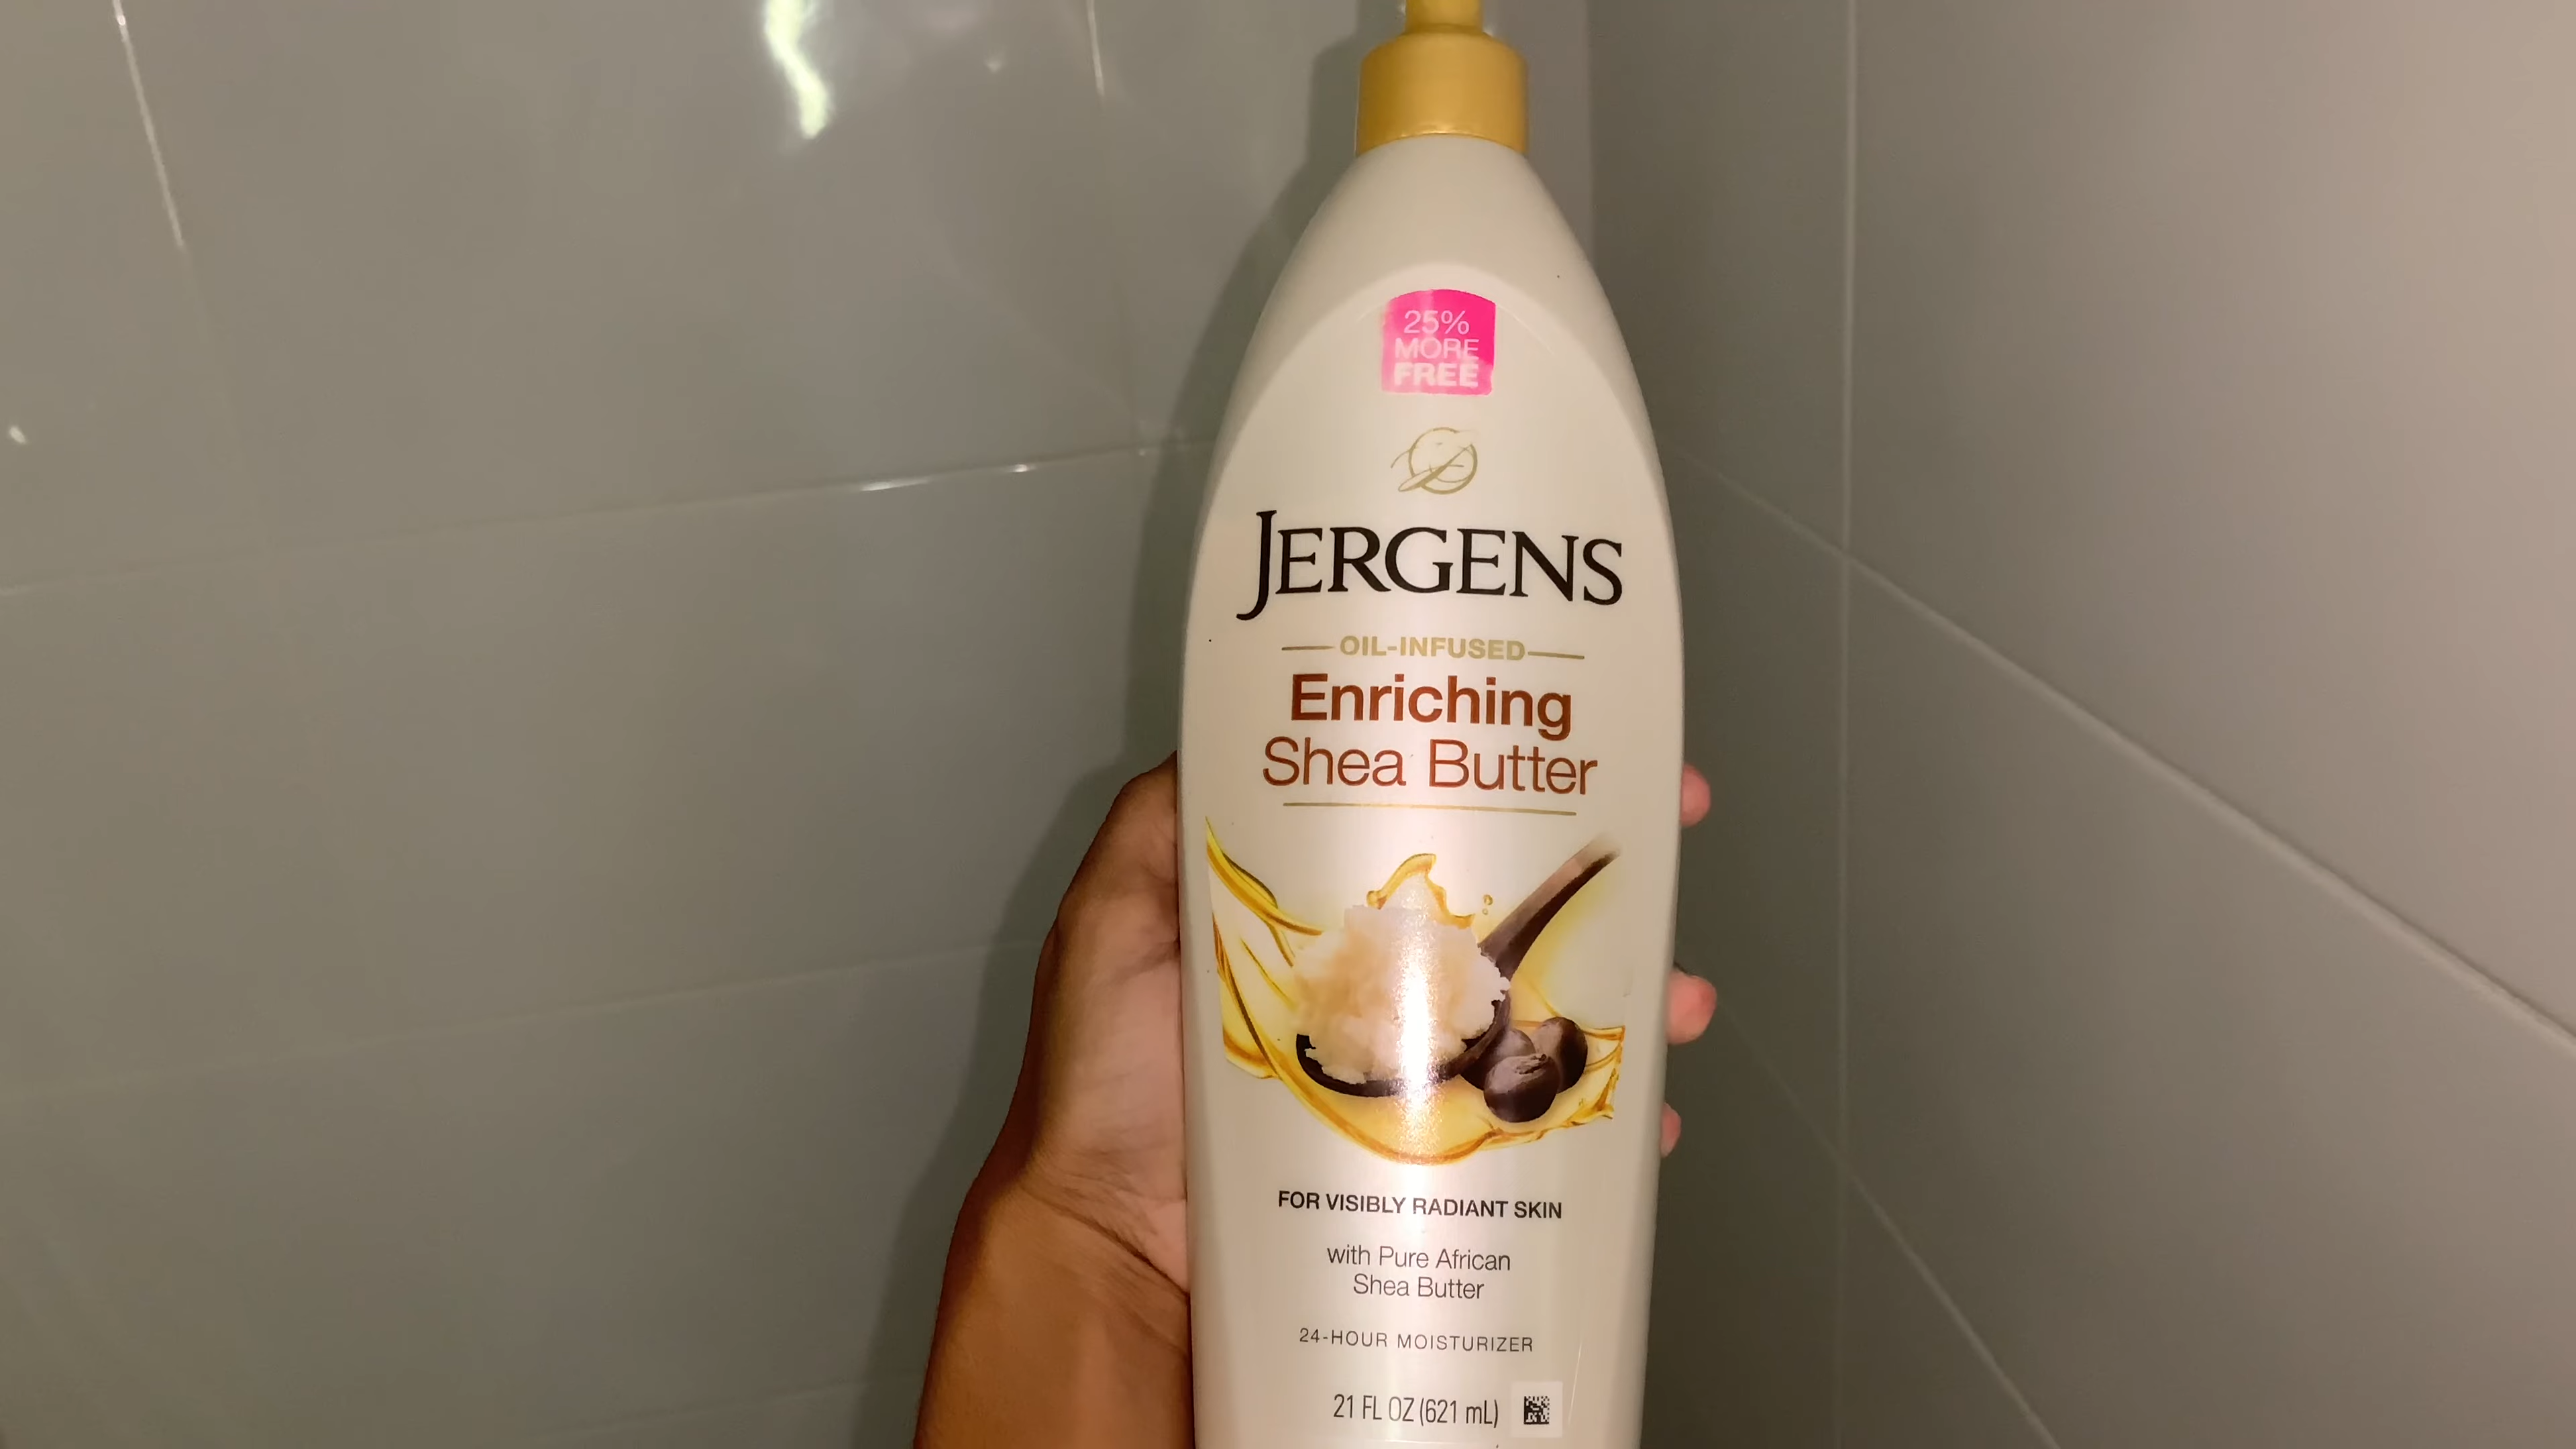 25%
MORE
FREE
JERGENS
OIL-INFUSED
Enriching
Shea Butter
FOR VISIBLY RADIANT SKIN
with Pure African
Shea Butter
24-HOUR MOISTURIZER
21 FL OZ (621 mL)